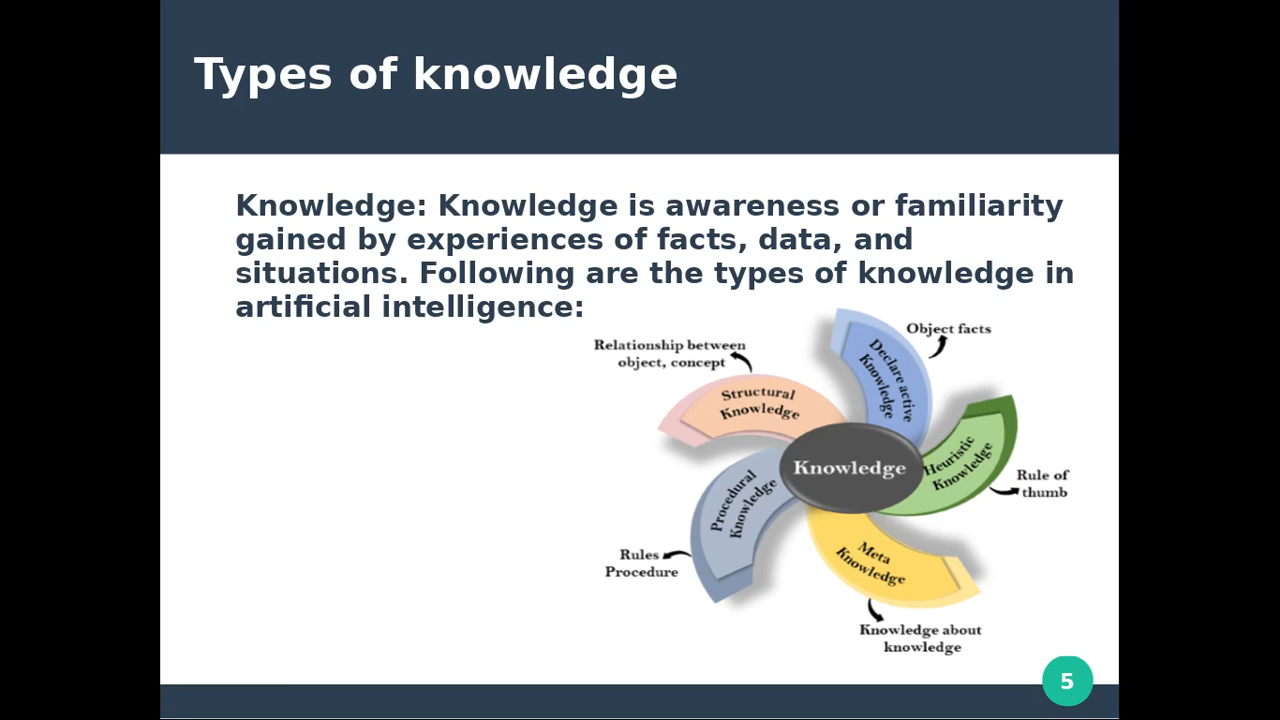 Types of knowledge
Knowledge: Knowledge is awareness or familiarity
gained by experiences of facts, data, and
situations. Following are the types of knowledge in
artificial intelligence:
Object facts
Relationship between
object, concept
Declare active
Knowledge
Structural
Knowledge
Knowledge
Heuristic
Knowledge
Rule of
thumb
Procedural
Knowledge
Rules
Procedure
Meta
Knowledge
Knowledge about
knowledge
5